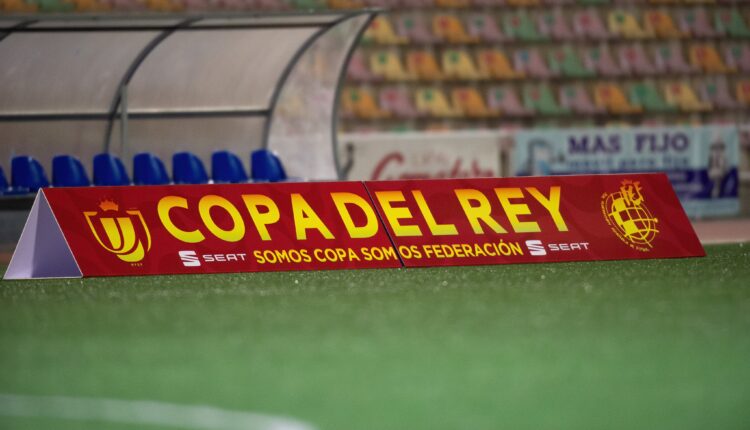 MAS FIJO
COPA DEL REY
SEAT SOMOS COPA SOMOS FEDERACIÓN SEAT